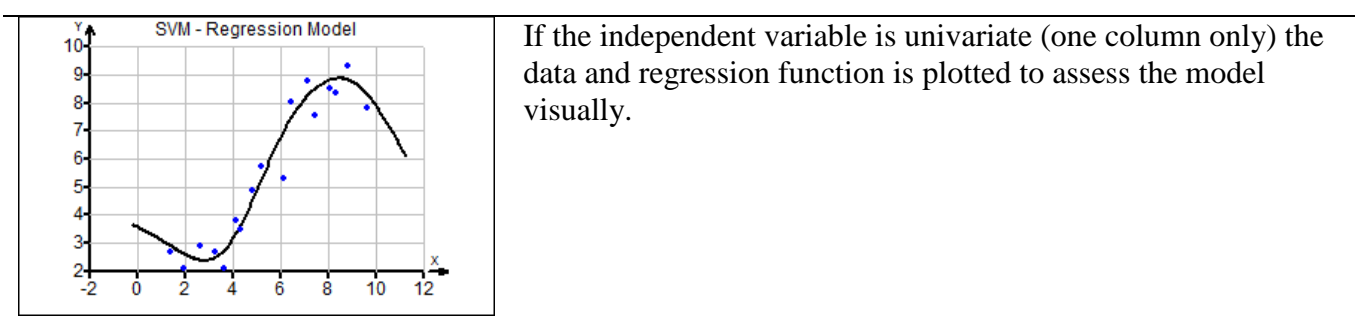 SVM - Regression Model
Y
10
9
8
7
6
5
4
3
2
X
-2 0 2 4 6 8 10 12
If the independent variable is univariate (one column only) the
data and regression function is plotted to assess the model
visually.